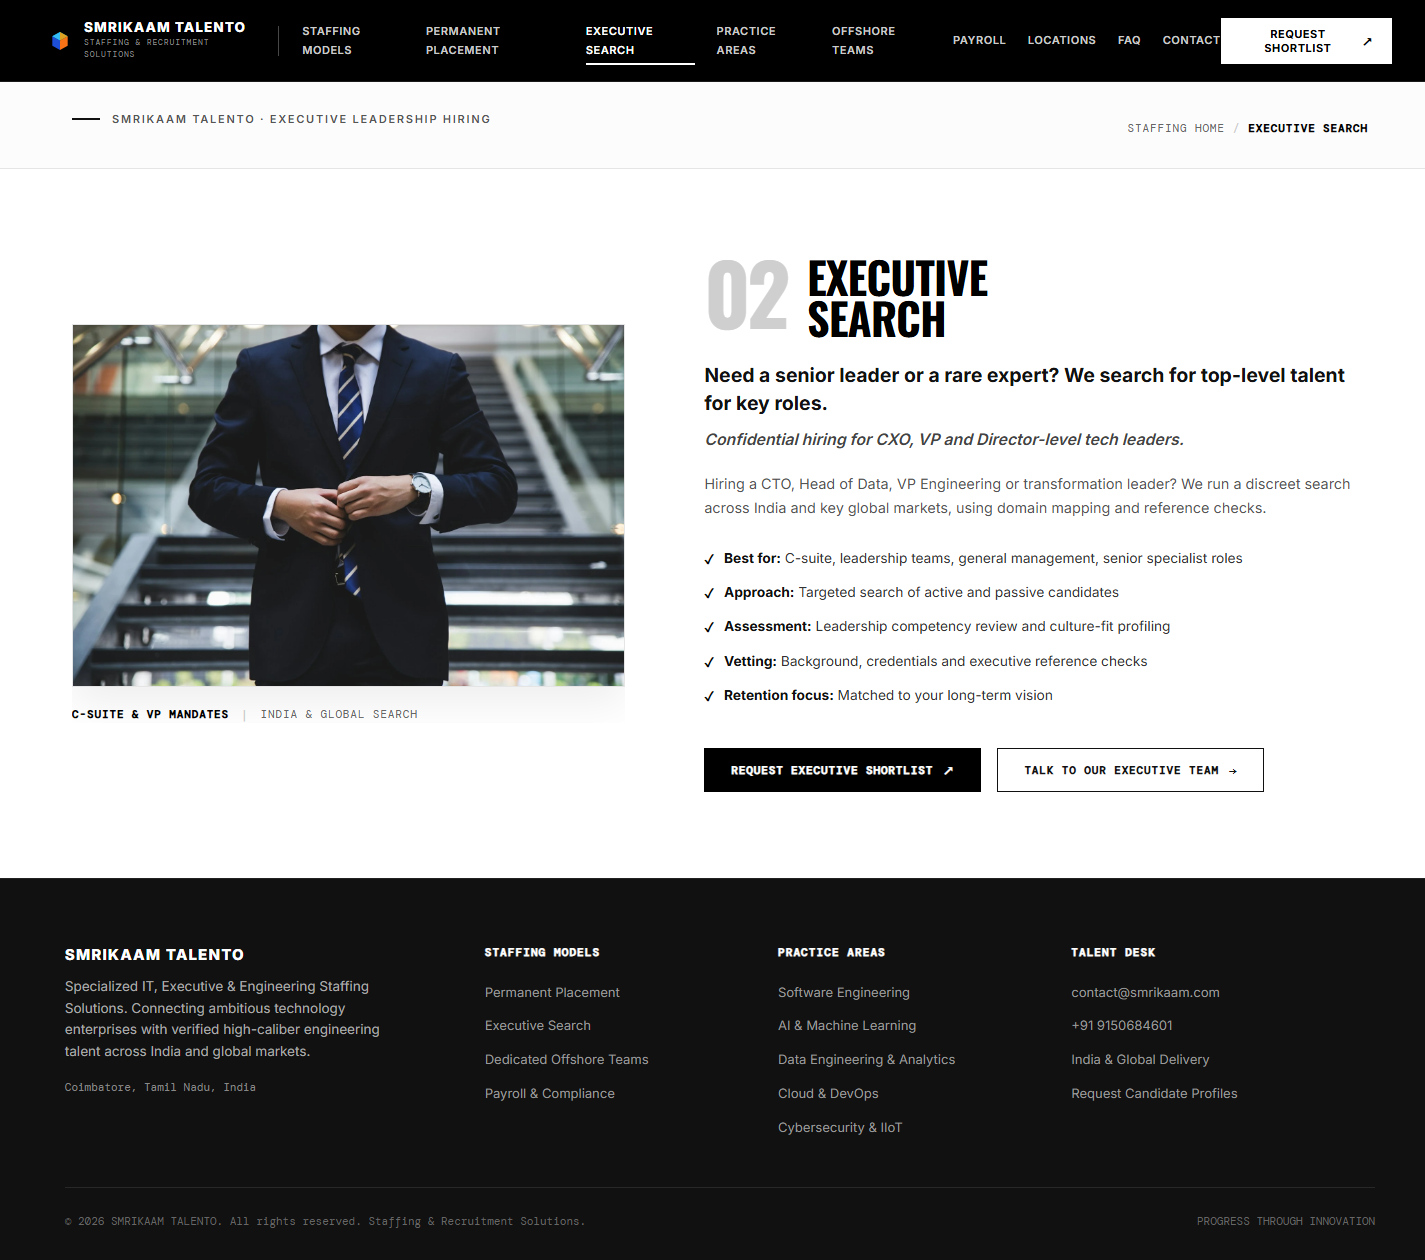 SMRIKAAM TALENTO
STAFFING & RECRUITMENT
SOLUTIONS
STAFFING
MODELS
PERMANENT
PLACEMENT
EXECUTIVE
SEARCH
PRACTICE
AREAS
OFFSHORE
TEAMS
PAYROLL
LOCATIONS
FAQ
CONTACT
REQUEST
SHORTLIST ↗
SMRIKAAM TALENTO · EXECUTIVE LEADERSHIP HIRING
STAFFING HOME / EXECUTIVE SEARCH
02 EXECUTIVE
SEARCH
Need a senior leader or a rare expert? We search for top-level talent
for key roles.
Confidential hiring for CXO, VP and Director-level tech leaders.
Hiring a CTO, Head of Data, VP Engineering or transformation leader? We run a discreet search
across India and key global markets, using domain mapping and reference checks.
✓ Best for: C-suite, leadership teams, general management, senior specialist roles
✓ Approach: Targeted search of active and passive candidates
✓ Assessment: Leadership competency review and culture-fit profiling
✓ Vetting: Background, credentials and executive reference checks
✓ Retention focus: Matched to your long-term vision
C-SUITE & VP MANDATES | INDIA & GLOBAL SEARCH
REQUEST EXECUTIVE SHORTLIST ↗
TALK TO OUR EXECUTIVE TEAM →
SMRIKAAM TALENTO
Specialized IT, Executive & Engineering Staffing
Solutions. Connecting ambitious technology
enterprises with verified high-caliber engineering
talent across India and global markets.
Coimbatore, Tamil Nadu, India
STAFFING MODELS
Permanent Placement
Executive Search
Dedicated Offshore Teams
Payroll & Compliance
PRACTICE AREAS
Software Engineering
AI & Machine Learning
Data Engineering & Analytics
Cloud & DevOps
Cybersecurity & IIoT
TALENT DESK
contact@smrikaam.com
+91 9150684601
India & Global Delivery
Request Candidate Profiles
© 2026 SMRIKAAM TALENTO. All rights reserved. Staffing & Recruitment Solutions.
PROGRESS THROUGH INNOVATION